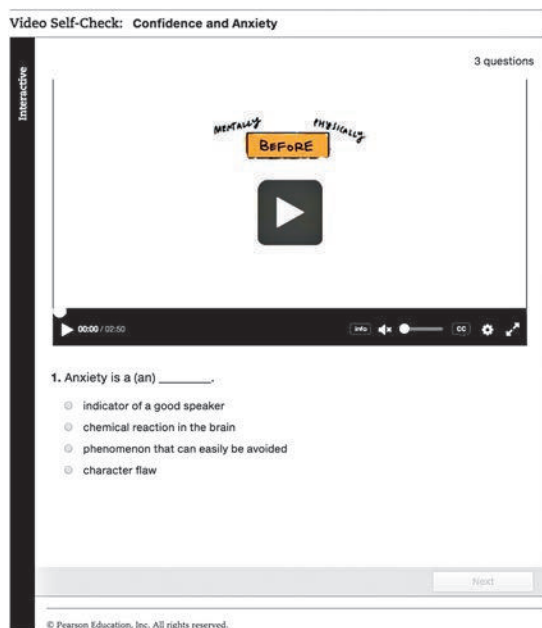 Video Self-Check: Confidence and Anxiety
Interactive
3 questions
MENTALLY PHYSICALLY
BEFORE
00:00 / 02:50
info CC
1. Anxiety is a (an) ________.
indicator of a good speaker
chemical reaction in the brain
phenomenon that can easily be avoided
character flaw
Next
© Pearson Education, Inc. All rights reserved.